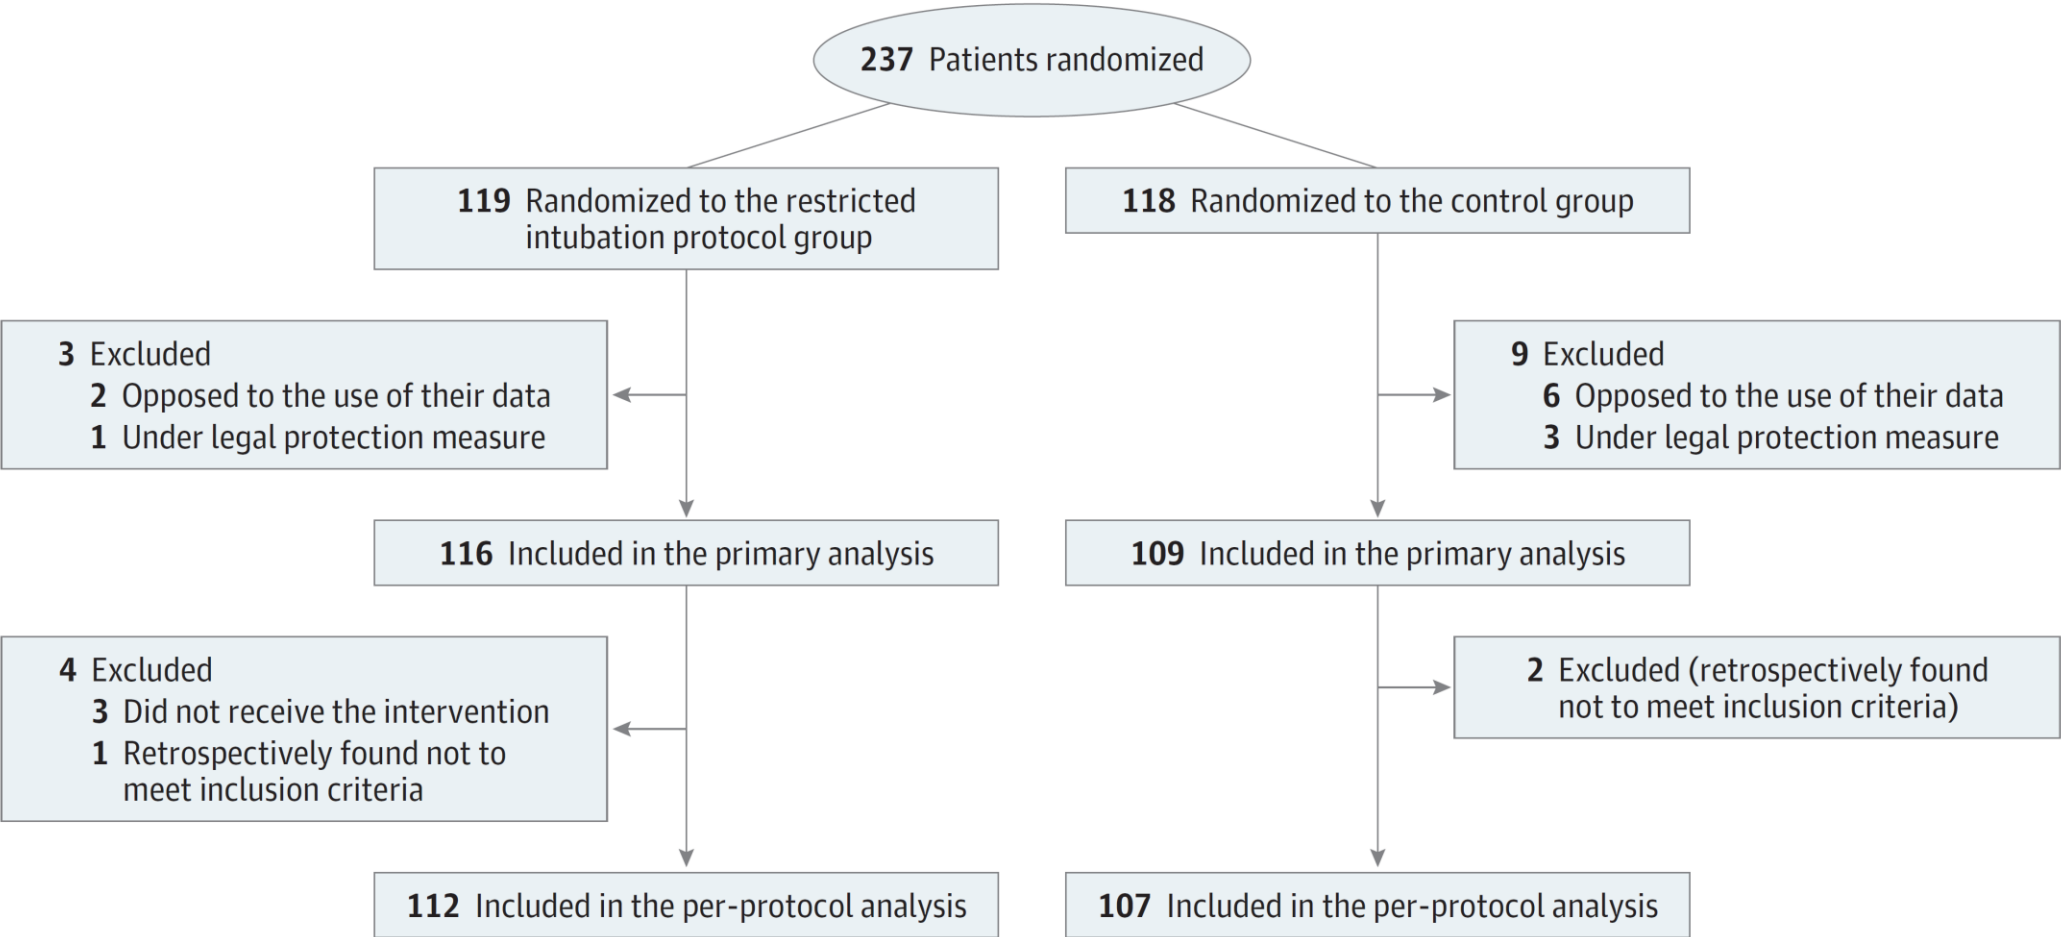 237 Patients randomized
119 Randomized to the restricted
intubation protocol group
118 Randomized to the control group
3 Excluded
2 Opposed to the use of their data
1 Under legal protection measure
9 Excluded
6 Opposed to the use of their data
3 Under legal protection measure
116 Included in the primary analysis
109 Included in the primary analysis
4 Excluded
3 Did not receive the intervention
1 Retrospectively found not to
meet inclusion criteria
2 Excluded (retrospectively found
not to meet inclusion criteria)
112 Included in the per-protocol analysis
107 Included in the per-protocol analysis